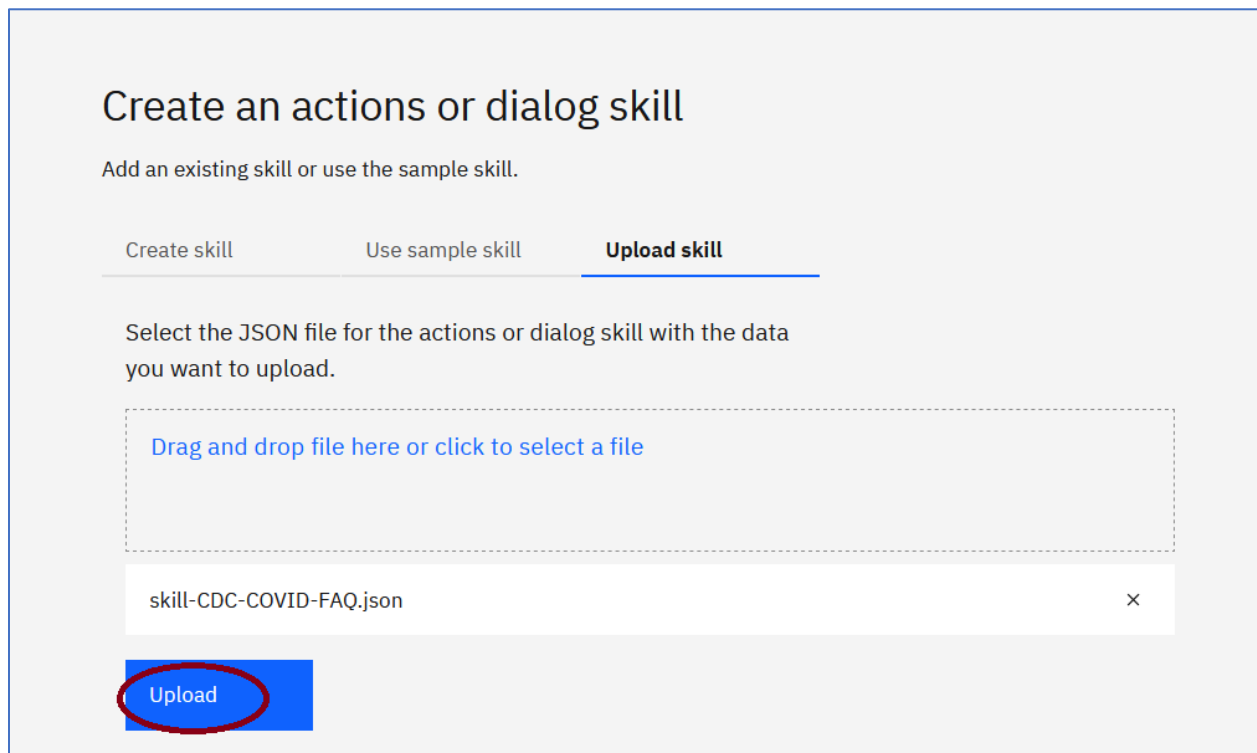 Create an actions or dialog skill
Add an existing skill or use the sample skill.
Create skill
Use sample skill
Upload skill
Select the JSON file for the actions or dialog skill with the data
you want to upload.
Drag and drop file here or click to select a file
skill-CDC-COVID-FAQ.json
Upload